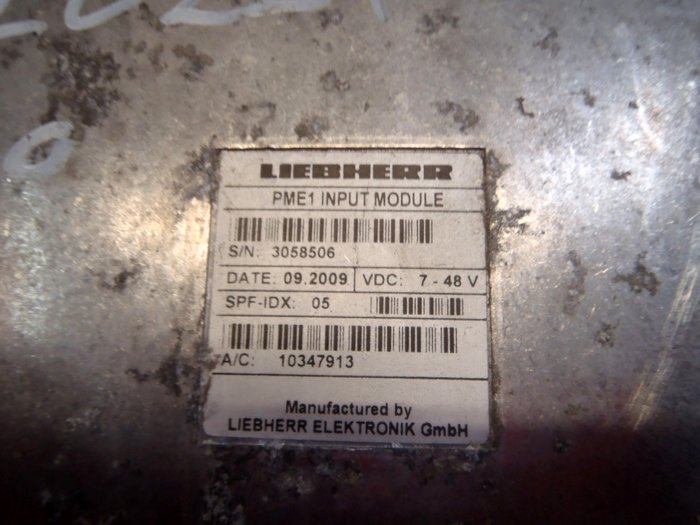 LIEBHERR
PME1 INPUT MODULE
S/N: 3058506
DATE: 09.2009 VDC: 7 - 48 V
SPF-IDX: 05
A/C: 10347913
Manufactured by
LIEBHERR ELEKTRONIK GmbH